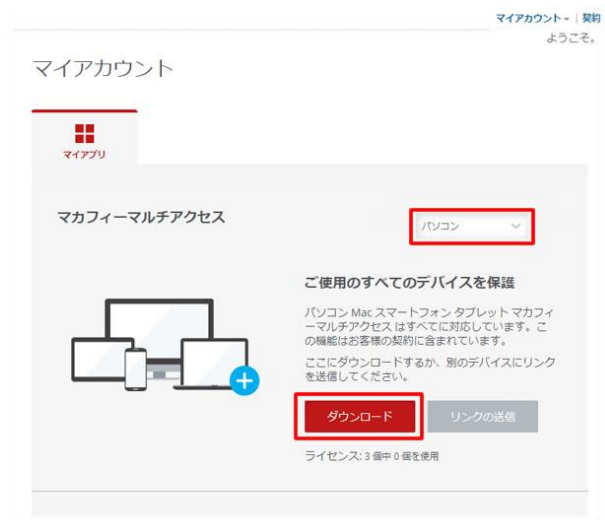 マイアカウント | 契約
ようこそ。
マイアカウント
マイアプリ
マカフィーマルチアクセス
パソコン
ご使用のすべてのデバイスを保護
パソコン Mac スマートフォン タブレット マカフィ
ーマルチアクセス はすべてに対応しています。こ
の機能はお客様の契約に含まれています。
ここにダウンロードするか、別のデバイスにリンク
を送信してください。
ダウンロード
リンクの送信
ライセンス: 3 個中 0 個を使用